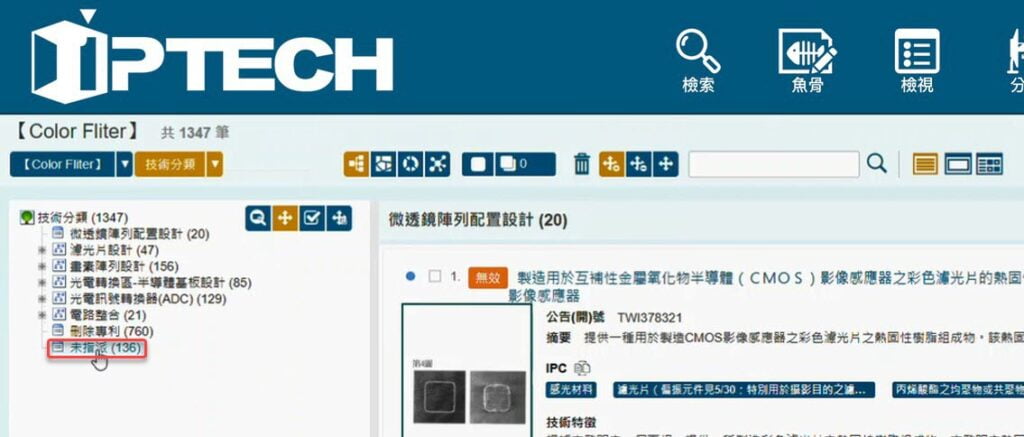 IPTECH
檢索
魚骨
檢視
【Color Fliter】 共 1347 筆
【Color Fliter】 技術分類
0
技術分類 (1347)
微透鏡陣列配置設計 (20)
濾光片設計 (47)
畫素陣列設計 (156)
光電轉換區-半導體基板設計 (85)
光電訊號轉換器(ADC) (129)
電路整合 (21)
刪除專利 (760)
未指派 (136)
微透鏡陣列配置設計 (20)
1. 無效 製造用於互補性金屬氧化物半導體（ＣＭＯＳ）影像感應器之彩色濾光片的熱固
影像感應器
公告(開)號 TWI378321
摘要 提供一種用於製造CMOS影像感應器之彩色濾光片之熱固性樹脂組成物，該熱固
IPC
感光材料 濾光片（偏振元件見5/30；特別用於攝影目的之濾... 丙烯酸酯之均聚物或共聚物
技術特徵